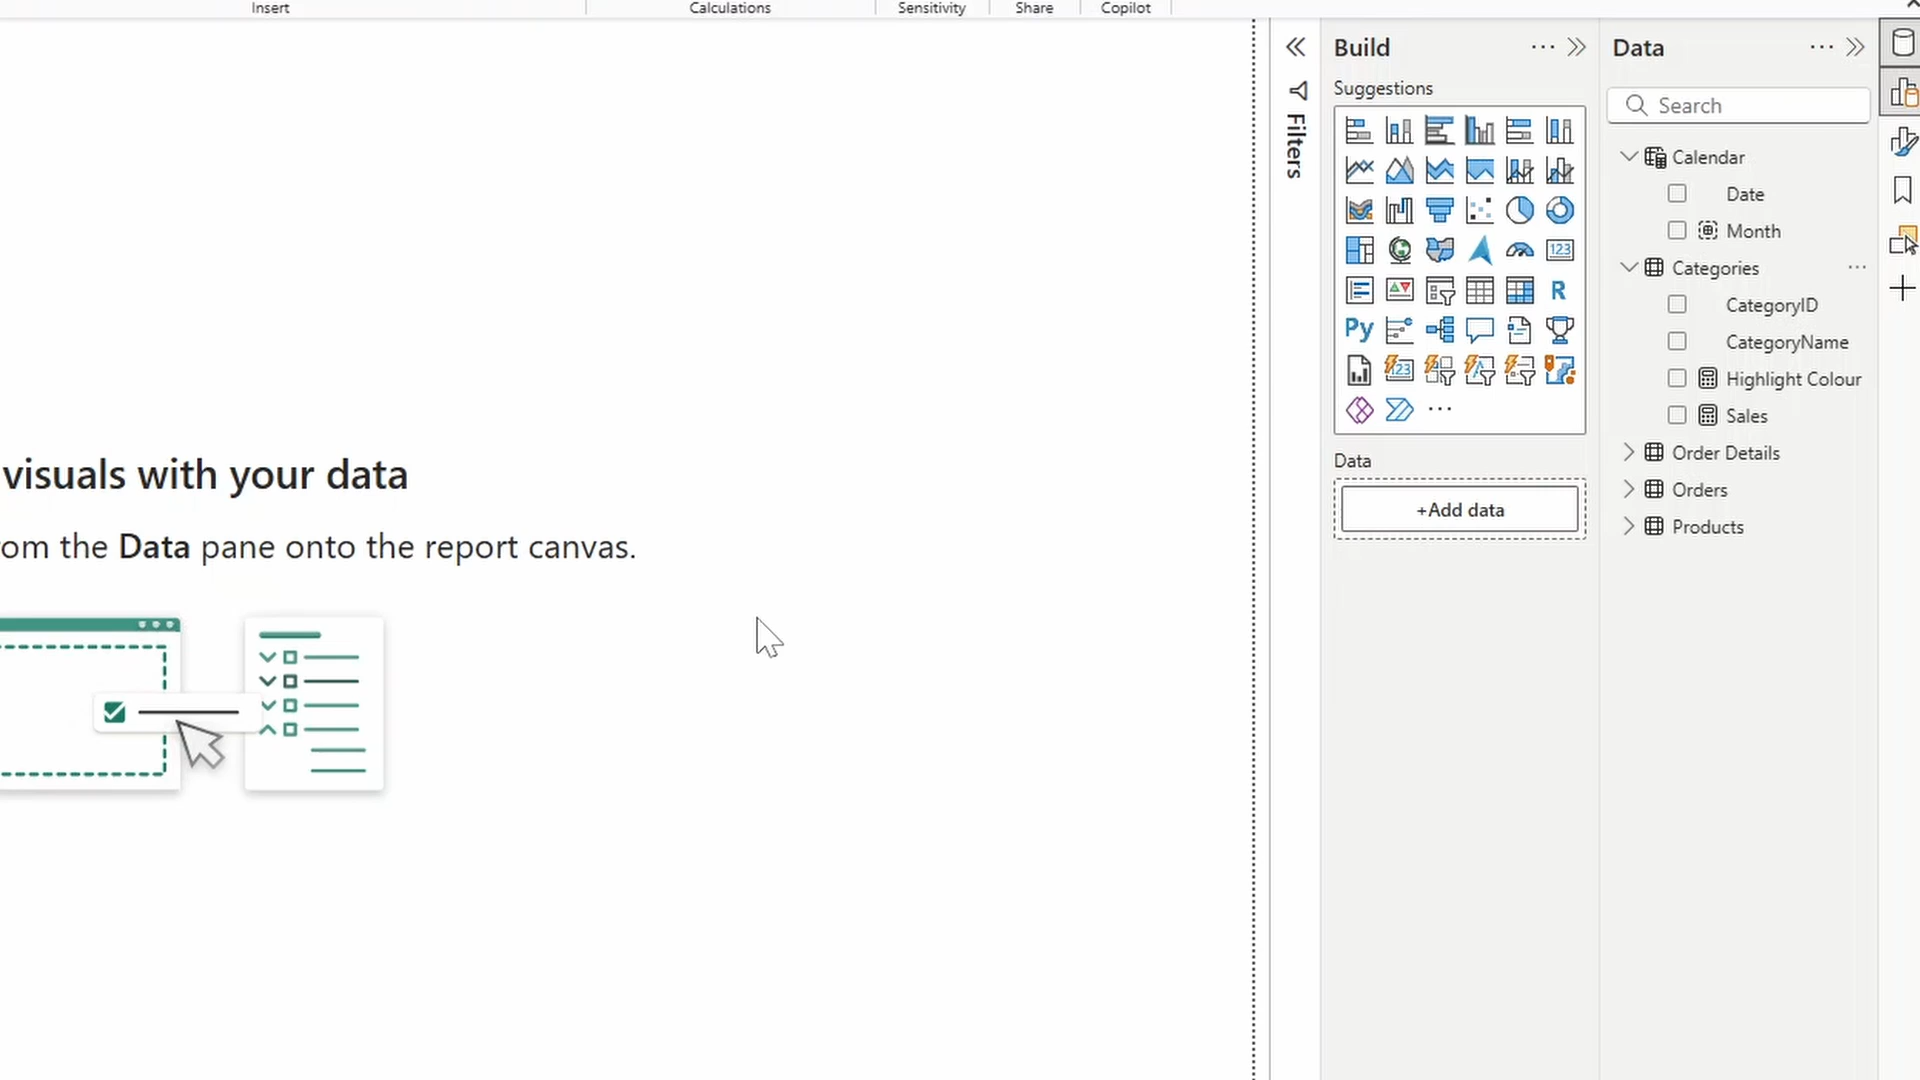 Insert
Calculations
Sensitivity
Share
Copilot
visuals with your data
om the Data pane onto the report canvas.
Filters
Build
Suggestions
123
R
Py
123
Data
+Add data
Data
Search
Calendar
Date
Month
Categories
CategoryID
CategoryName
Highlight Colour
Sales
Order Details
Orders
Products